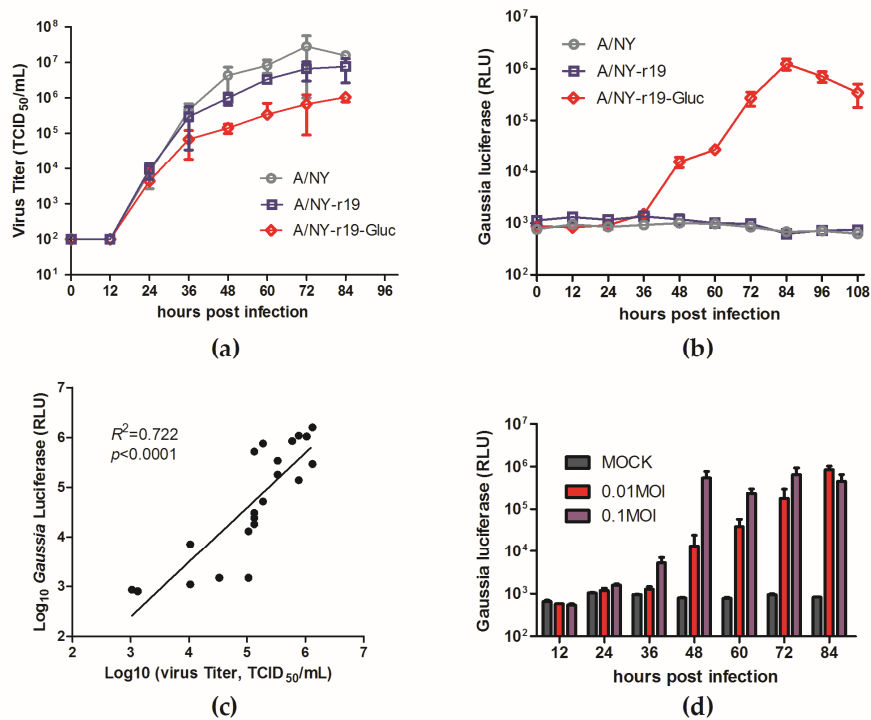 Virus Titer (TCID50/mL)
10^8
10^7
10^6
10^5
10^4
10^3
10^2
10^1
A/NY
A/NY-r19
A/NY-r19-Gluc
0 12 24 36 48 60 72 84 96
hours post infection
(a)
Gaussia luciferase (RLU)
10^7
10^6
10^5
10^4
10^3
10^2
A/NY
A/NY-r19
A/NY-r19-Gluc
0 12 24 36 48 60 72 84 96 108
hours post infection
(b)
Log10 Gaussia Luciferase (RLU)
7
6
5
4
3
2
R^2=0.722
p<0.0001
2 3 4 5 6 7
Log10 (virus Titer, TCID50/mL)
(c)
Gaussia luciferase (RLU)
10^7
10^6
10^5
10^4
10^3
10^2
MOCK
0.01MOI
0.1MOI
12 24 36 48 60 72 84
hours post infection
(d)